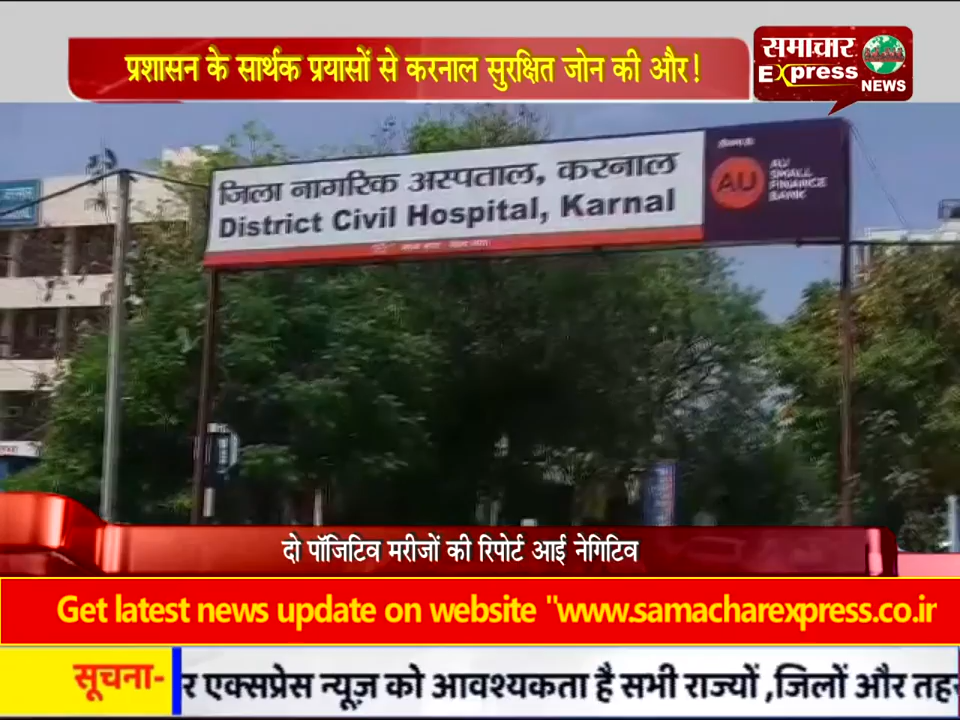 प्रशासन के सार्थक प्रयासों से करनाल सुरक्षित जोन की और!
समाचार
Express
NEWS
जिला नागरिक अस्पताल, करनाल
District Civil Hospital, Karnal
AU
AU
SMALL
FINANCE
BANK
दो पॉजिटिव मरीजों की रिपोर्ट आई नेगिटिव
Get latest news update on website "www.samacharexpress.co.in
सूचना-
र एक्सप्रेस न्यूज़ को आवश्यकता है सभी राज्यों ,जिलों और तहस